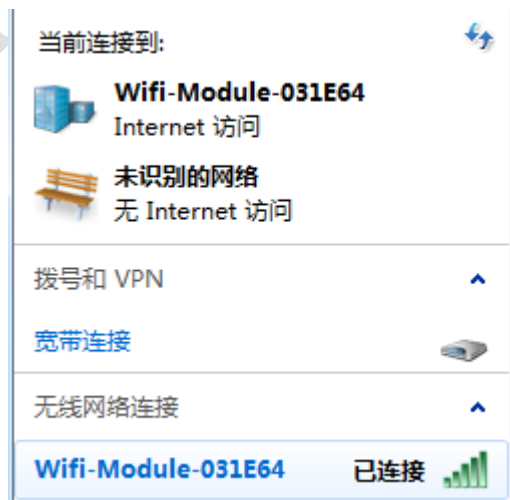 当前连接到:
Wifi-Module-031E64
Internet 访问
未识别的网络
无 Internet 访问
拨号和 VPN
宽带连接
无线网络连接
Wifi-Module-031E64 已连接